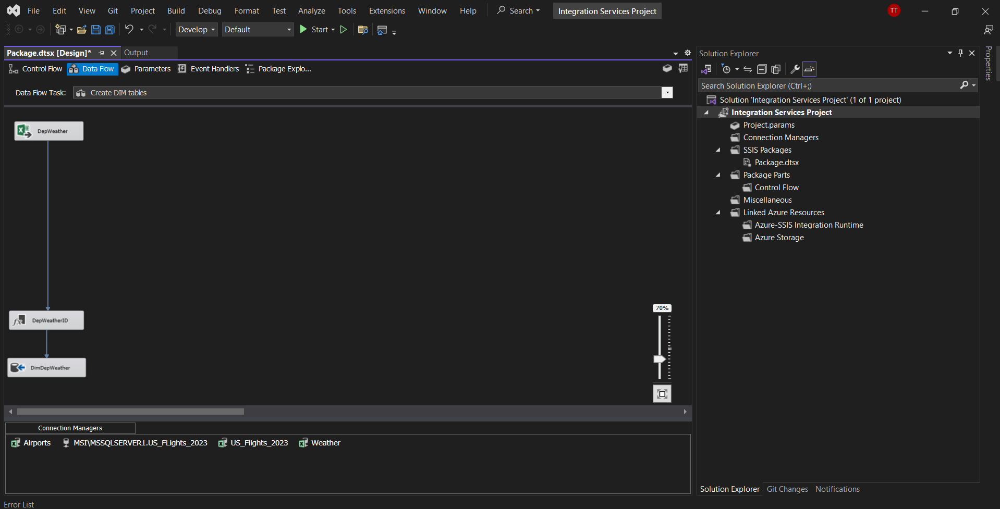 File Edit View Git Project Build Debug Format Test Analyze Tools Extensions Window Help Search Integration Services Project TT
Develop Default Start
Package.dtsx [Design]* Output
Control Flow Data Flow Parameters Event Handlers Package Explo...
Data Flow Task: Create DIM tables
DepWeather
DepWeatherID
DimDepWeather
70%
Connection Managers
Airports MSI\MSSQLSERVER1.US_FLights_2023 US_Flights_2023 Weather
Error List
Solution Explorer
Search Solution Explorer (Ctrl+;)
Solution 'Integration Services Project' (1 of 1 project)
Integration Services Project
Project.params
Connection Managers
SSIS Packages
Package.dtsx
Package Parts
Control Flow
Miscellaneous
Linked Azure Resources
Azure-SSIS Integration Runtime
Azure Storage
Solution Explorer Git Changes Notifications
Properties